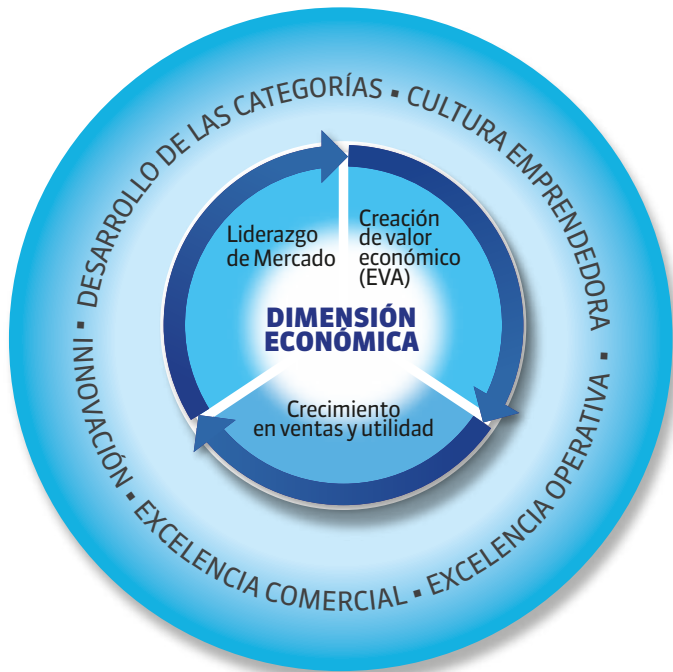 DESARROLLO DE LAS CATEGORÍAS ▪ CULTURA EMPRENDEDORA ▪
INNOVACIÓN ▪ EXCELENCIA COMERCIAL ▪ EXCELENCIA OPERATIVA ▪
Liderazgo
de Mercado
Creación
de valor
económico
(EVA)
DIMENSIÓN
ECONÓMICA
Crecimiento
en ventas y utilidad